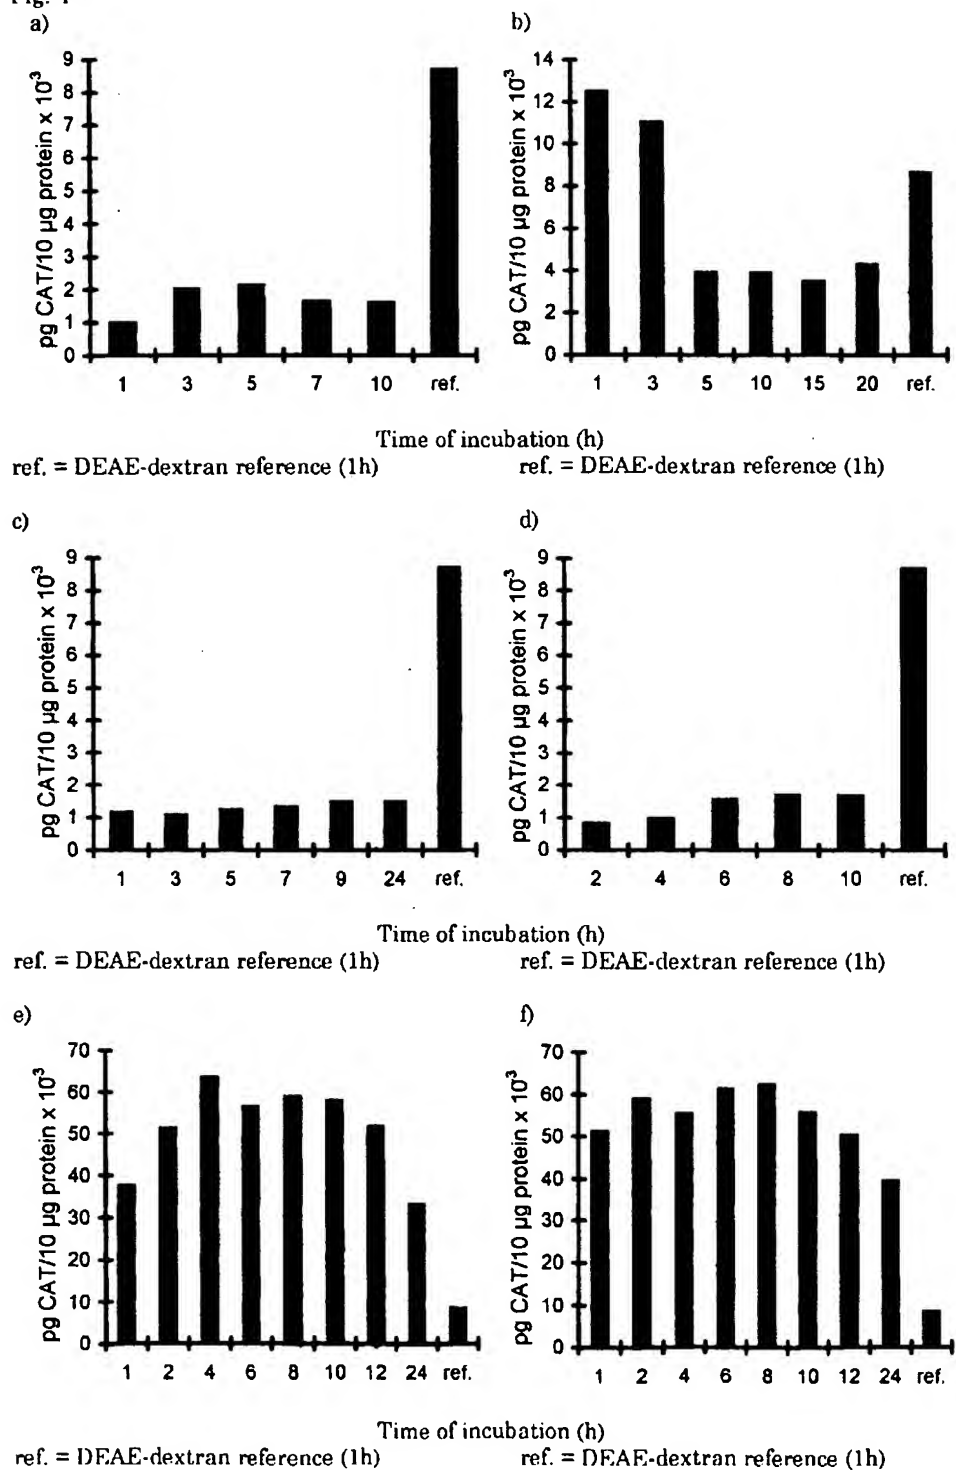 a)
pg CAT/10 µg protein x 10³
9
8
7
6
5
4
3
2
1
0
1 3 5 7 10 ref.
b)
pg CAT/10 µg protein x 10³
14
12
10
8
6
4
2
0
1 3 5 10 15 20 ref.
Time of incubation (h)
ref. = DEAE-dextran reference (1h)
ref. = DEAE-dextran reference (1h)
c)
pg CAT/10 µg protein x 10³
9
8
7
6
5
4
3
2
1
0
1 3 5 7 9 24 ref.
d)
pg CAT/10 µg protein x 10³
9
8
7
6
5
4
3
2
1
0
2 4 6 8 10 ref.
Time of incubation (h)
ref. = DEAE-dextran reference (1h)
ref. = DEAE-dextran reference (1h)
e)
pg CAT/10 µg protein x 10³
70
60
50
40
30
20
10
0
1 2 4 6 8 10 12 24 ref.
f)
pg CAT/10 µg protein x 10³
70
60
50
40
30
20
10
0
1 2 4 6 8 10 12 24 ref.
Time of incubation (h)
ref. = DEAE-dextran reference (1h)
ref. = DEAE-dextran reference (1h)